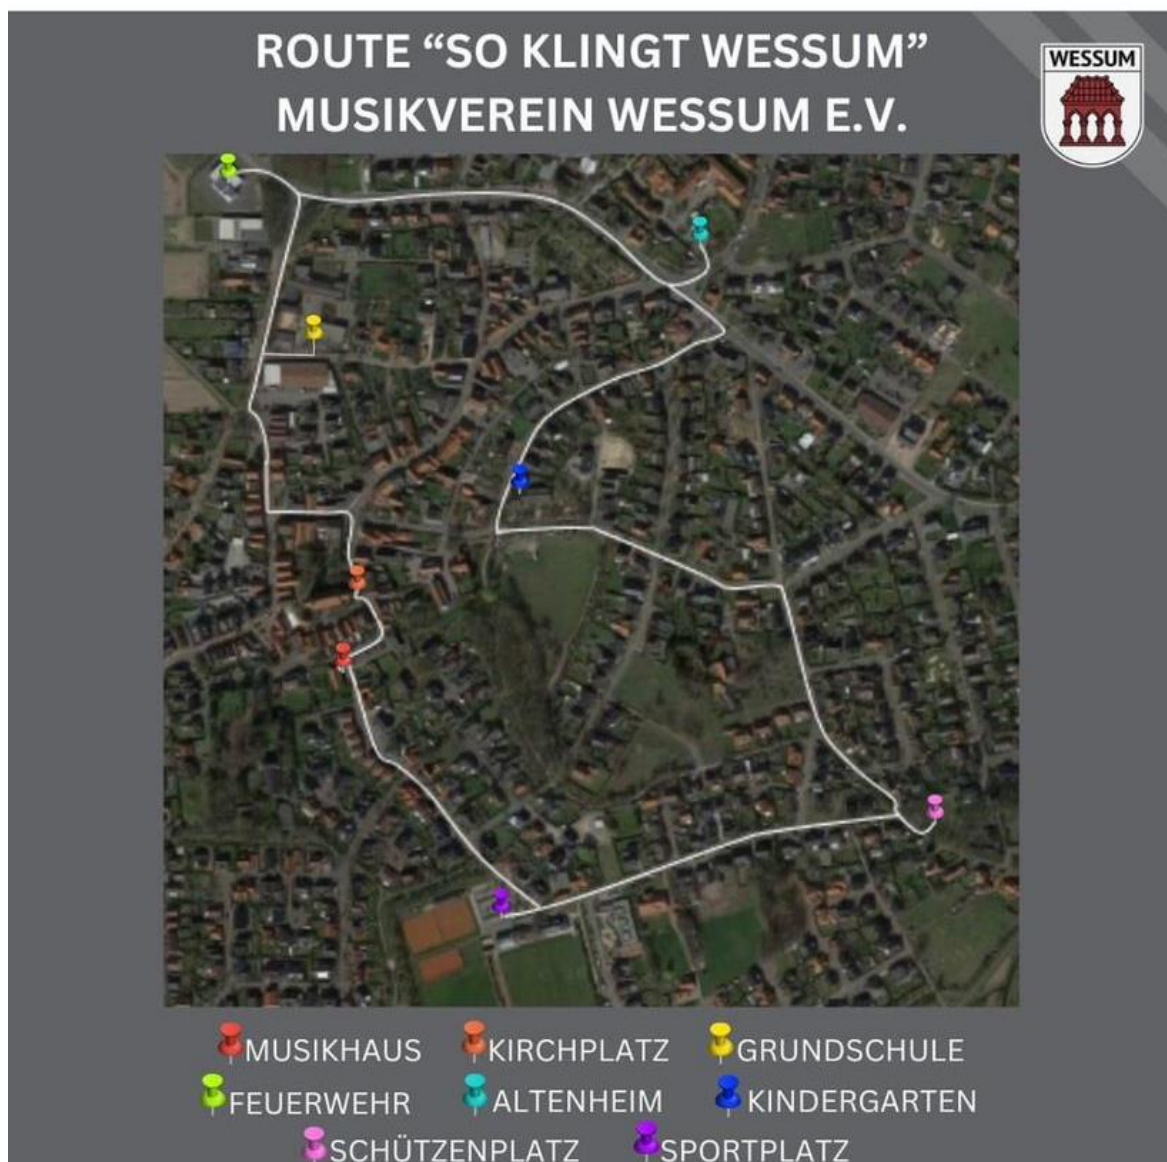 ROUTE “SO KLINGT WESSUM”
MUSIKVEREIN WESSUM E.V.
WESSUM
MUSIKHAUS KIRCHPLATZ GRUNDSCHULE
FEUERWEHR ALTENHEIM KINDERGARTEN
SCHÜTZENPLATZ SPORTPLATZ